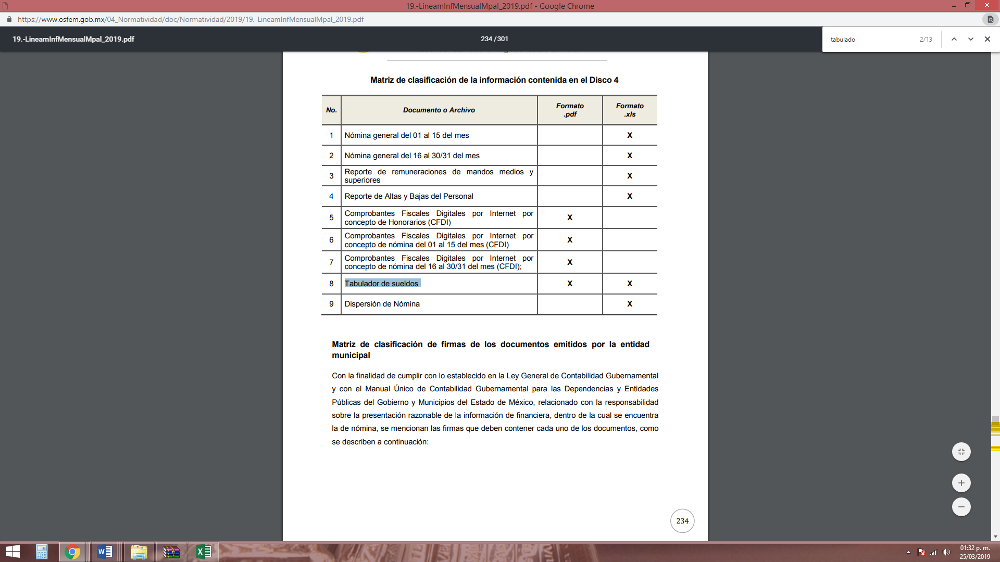 19.-LineamInfMensualMpal_2019.pdf - Google Chrome
https://www.osfem.gob.mx/04_Normatividad/doc/Normatividad/2019/19.-LineamInfMensualMpal_2019.pdf
19.-LineamInfMensualMpal_2019.pdf
234 / 301
tabulado
2/13
Matriz de clasificación de la información contenida en el Disco 4
No.
Documento o Archivo
Formato
.pdf
Formato
.xls
1 Nómina general del 01 al 15 del mes X
2 Nómina general del 16 al 30/31 del mes X
Reporte de remuneraciones de mandos medios y
3 superiores X
4 Reporte de Altas y Bajas del Personal X
Comprobantes Fiscales Digitales por Internet por
5 concepto de Honorarios (CFDI) X
Comprobantes Fiscales Digitales por Internet por
6 concepto de nómina del 01 al 15 del mes (CFDI) X
Comprobantes Fiscales Digitales por Internet por
7 concepto de nómina del 16 al 30/31 del mes (CFDI); X
8 Tabulador de sueldos X X
9 Dispersión de Nómina X
Matriz de clasificación de firmas de los documentos emitidos por la entidad
municipal
Con la finalidad de cumplir con lo establecido en la Ley General de Contabilidad Gubernamental
y con el Manual Único de Contabilidad Gubernamental para las Dependencias y Entidades
Públicas del Gobierno y Municipios del Estado de México, relacionado con la responsabilidad
sobre la presentación razonable de la información de financiera, dentro de la cual se encuentra
la de nómina, se mencionan las firmas que deben contener cada uno de los documentos, como
se describen a continuación:
234
01:32 p. m.
25/03/2019